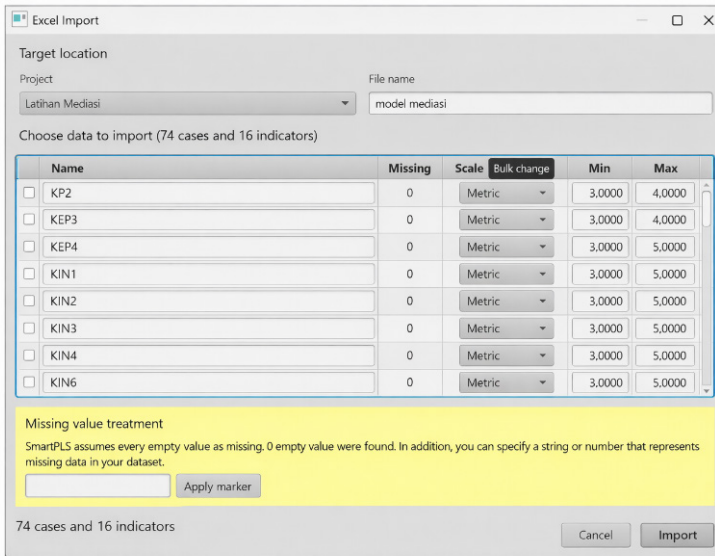 Excel Import
Target location
Project File name
Latihan Mediasi model mediasi
Choose data to import (74 cases and 16 indicators)
Name Missing Scale Bulk change Min Max
KP2 0 Metric 3,0000 4,0000
KEP3 0 Metric 3,0000 4,0000
KEP4 0 Metric 3,0000 5,0000
KIN1 0 Metric 3,0000 5,0000
KIN2 0 Metric 3,0000 5,0000
KIN3 0 Metric 3,0000 5,0000
KIN4 0 Metric 3,0000 5,0000
KIN6 0 Metric 3,0000 5,0000
Missing value treatment
SmartPLS assumes every empty value as missing. 0 empty value were found. In addition, you can specify a string or number that represents
missing data in your dataset.
Apply marker
74 cases and 16 indicators
Cancel Import